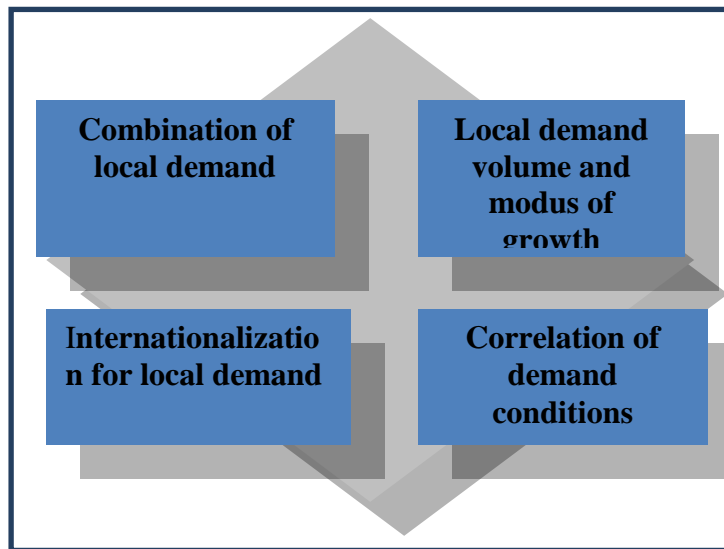 Combination of
local demand
Local demand
volume and
modus of
growth
Internationalizatio
n for local demand
Correlation of
demand
conditions